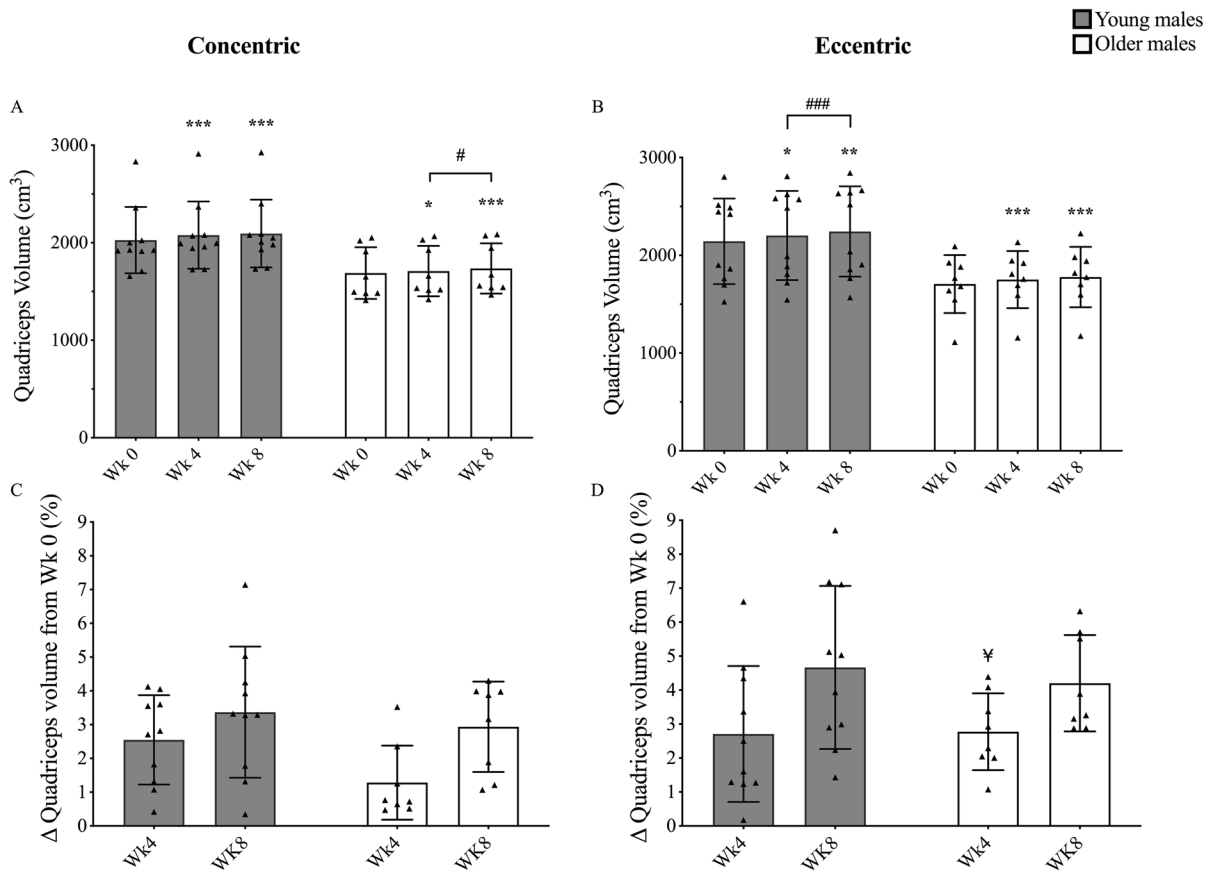 Young males
Older males
Concentric
Eccentric
A
***
***
#
*
***
3000
2000
1000
0
Quadriceps Volume (cm³)
Wk 0
Wk 4
Wk 8
Wk 0
Wk 4
Wk 8
B
###
*
**
***
***
3000
2000
1000
0
Quadriceps Volume (cm³)
Wk 0
Wk 4
Wk 8
Wk 0
Wk 4
Wk 8
C
9
8
7
6
5
4
3
2
1
0
Δ Quadriceps volume from Wk 0 (%)
Wk4
WK8
Wk4
WK8
D
9
8
7
6
5
4
3
2
1
0
Δ Quadriceps volume from Wk 0 (%)
¥
Wk4
WK8
Wk4
WK8